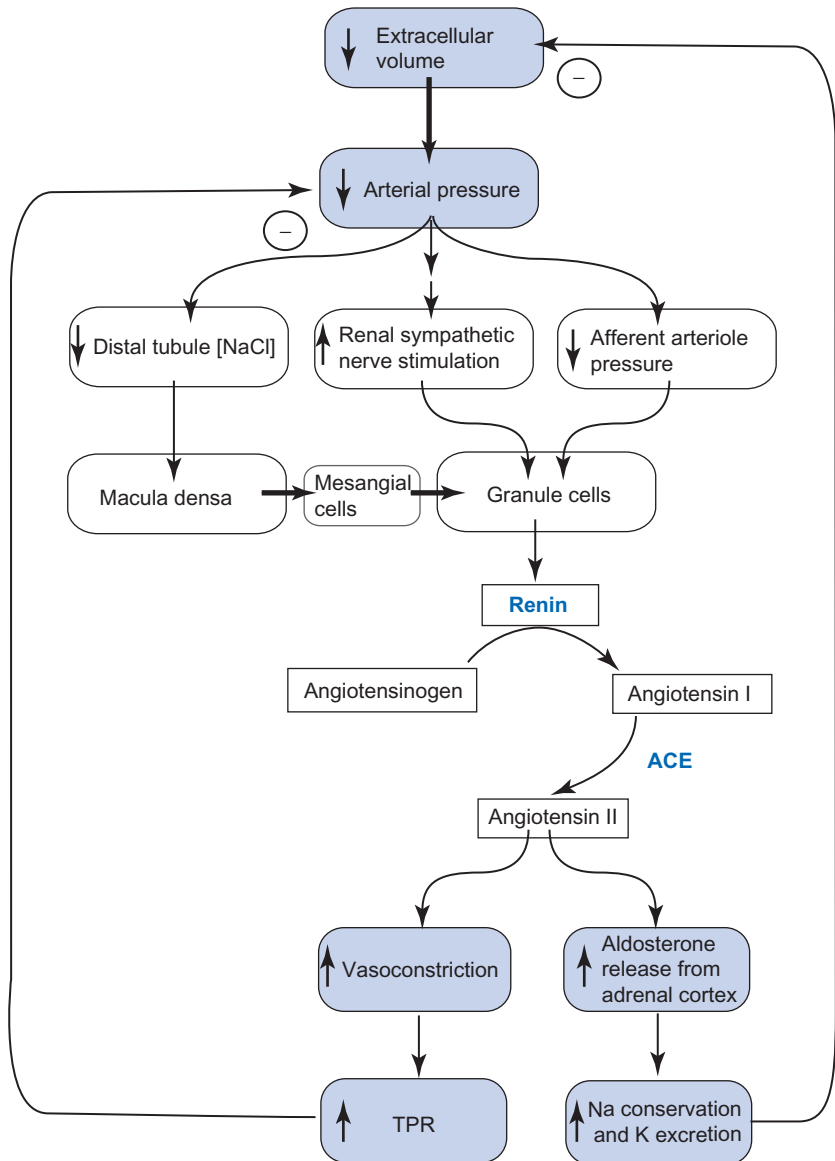 Extracellular
volume
−
Arterial pressure
−
Distal tubule [NaCl]
Renal sympathetic
nerve stimulation
Afferent arteriole
pressure
Macula densa
Mesangial
cells
Granule cells
Renin
Angiotensinogen
Angiotensin I
ACE
Angiotensin II
Vasoconstriction
Aldosterone
release from
adrenal cortex
TPR
Na conservation
and K excretion